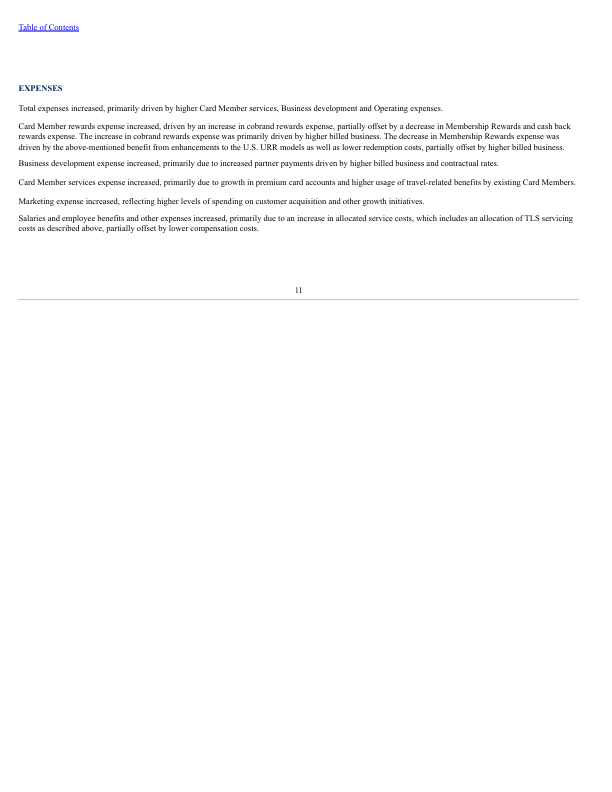 Table of Contents
EXPENSES
Total expenses increased, primarily driven by higher Card Member services, Business development and Operating expenses.
Card Member rewards expense increased, driven by an increase in cobrand rewards expense, partially offset by a decrease in Membership Rewards and cash back
rewards expense. The increase in cobrand rewards expense was primarily driven by higher billed business. The decrease in Membership Rewards expense was
driven by the above-mentioned benefit from enhancements to the U.S. URR models as well as lower redemption costs, partially offset by higher billed business.
Business development expense increased, primarily due to increased partner payments driven by higher billed business and contractual rates.
Card Member services expense increased, primarily due to growth in premium card accounts and higher usage of travel-related benefits by existing Card Members.
Marketing expense increased, reflecting higher levels of spending on customer acquisition and other growth initiatives.
Salaries and employee benefits and other expenses increased, primarily due to an increase in allocated service costs, which includes an allocation of TLS servicing
costs as described above, partially offset by lower compensation costs.
11